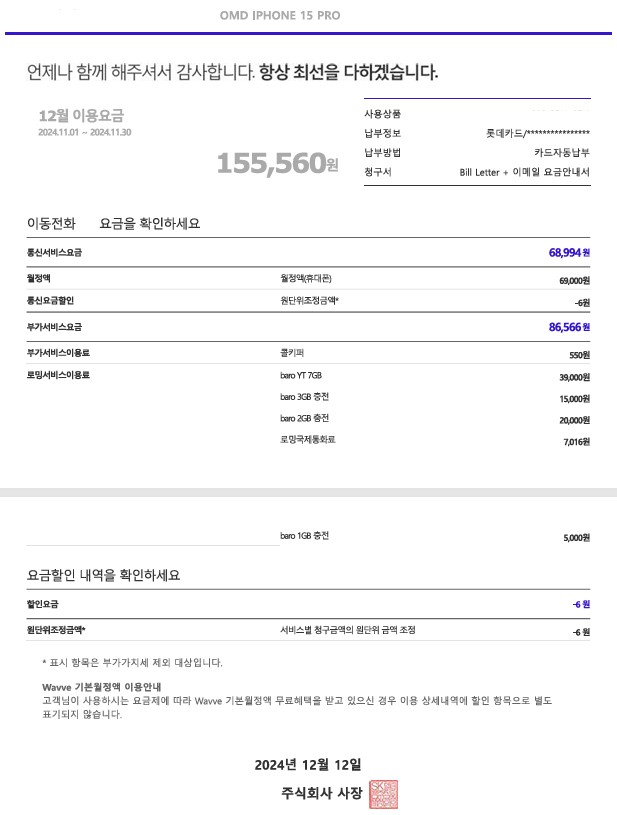 OMD IPHONE 15 PRO
언제나 함께 해주셔서 감사합니다. 항상 최선을 다하겠습니다.
12월 이용요금
2024.11.01 ~ 2024.11.30
155,560원
사용상품
납부정보 롯데카드/***************
납부방법 카드자동납부
청구서 Bill Letter + 이메일 요금안내서
이동전화 요금을 확인하세요
통신서비스요금 68,994 원
월정액 월정액(휴대폰) 69,000원
통신요금할인 원단위조정금액* -6원
부가서비스요금 86,566 원
부가서비스이용료 콜키퍼 550원
로밍서비스이용료 baro YT 7GB 39,000원
baro 3GB 충전 15,000원
baro 2GB 충전 20,000원
로밍국제통화료 7,016원
baro 1GB 충전 5,000원
요금할인 내역을 확인하세요
할인요금 -6 원
원단위조정금액* 서비스별 청구금액의 원단위 금액 조정 -6 원
* 표시 항목은 부가가치세 제외 대상입니다.
Wavve 기본월정액 이용안내
고객님이 사용하시는 요금제에 따라 Wavve 기본월정액 무료혜택을 받고 있으신 경우 이용 상세내역에 할인 항목으로 별도
표기되지 않습니다.
2024년 12월 12일
주식회사 사장